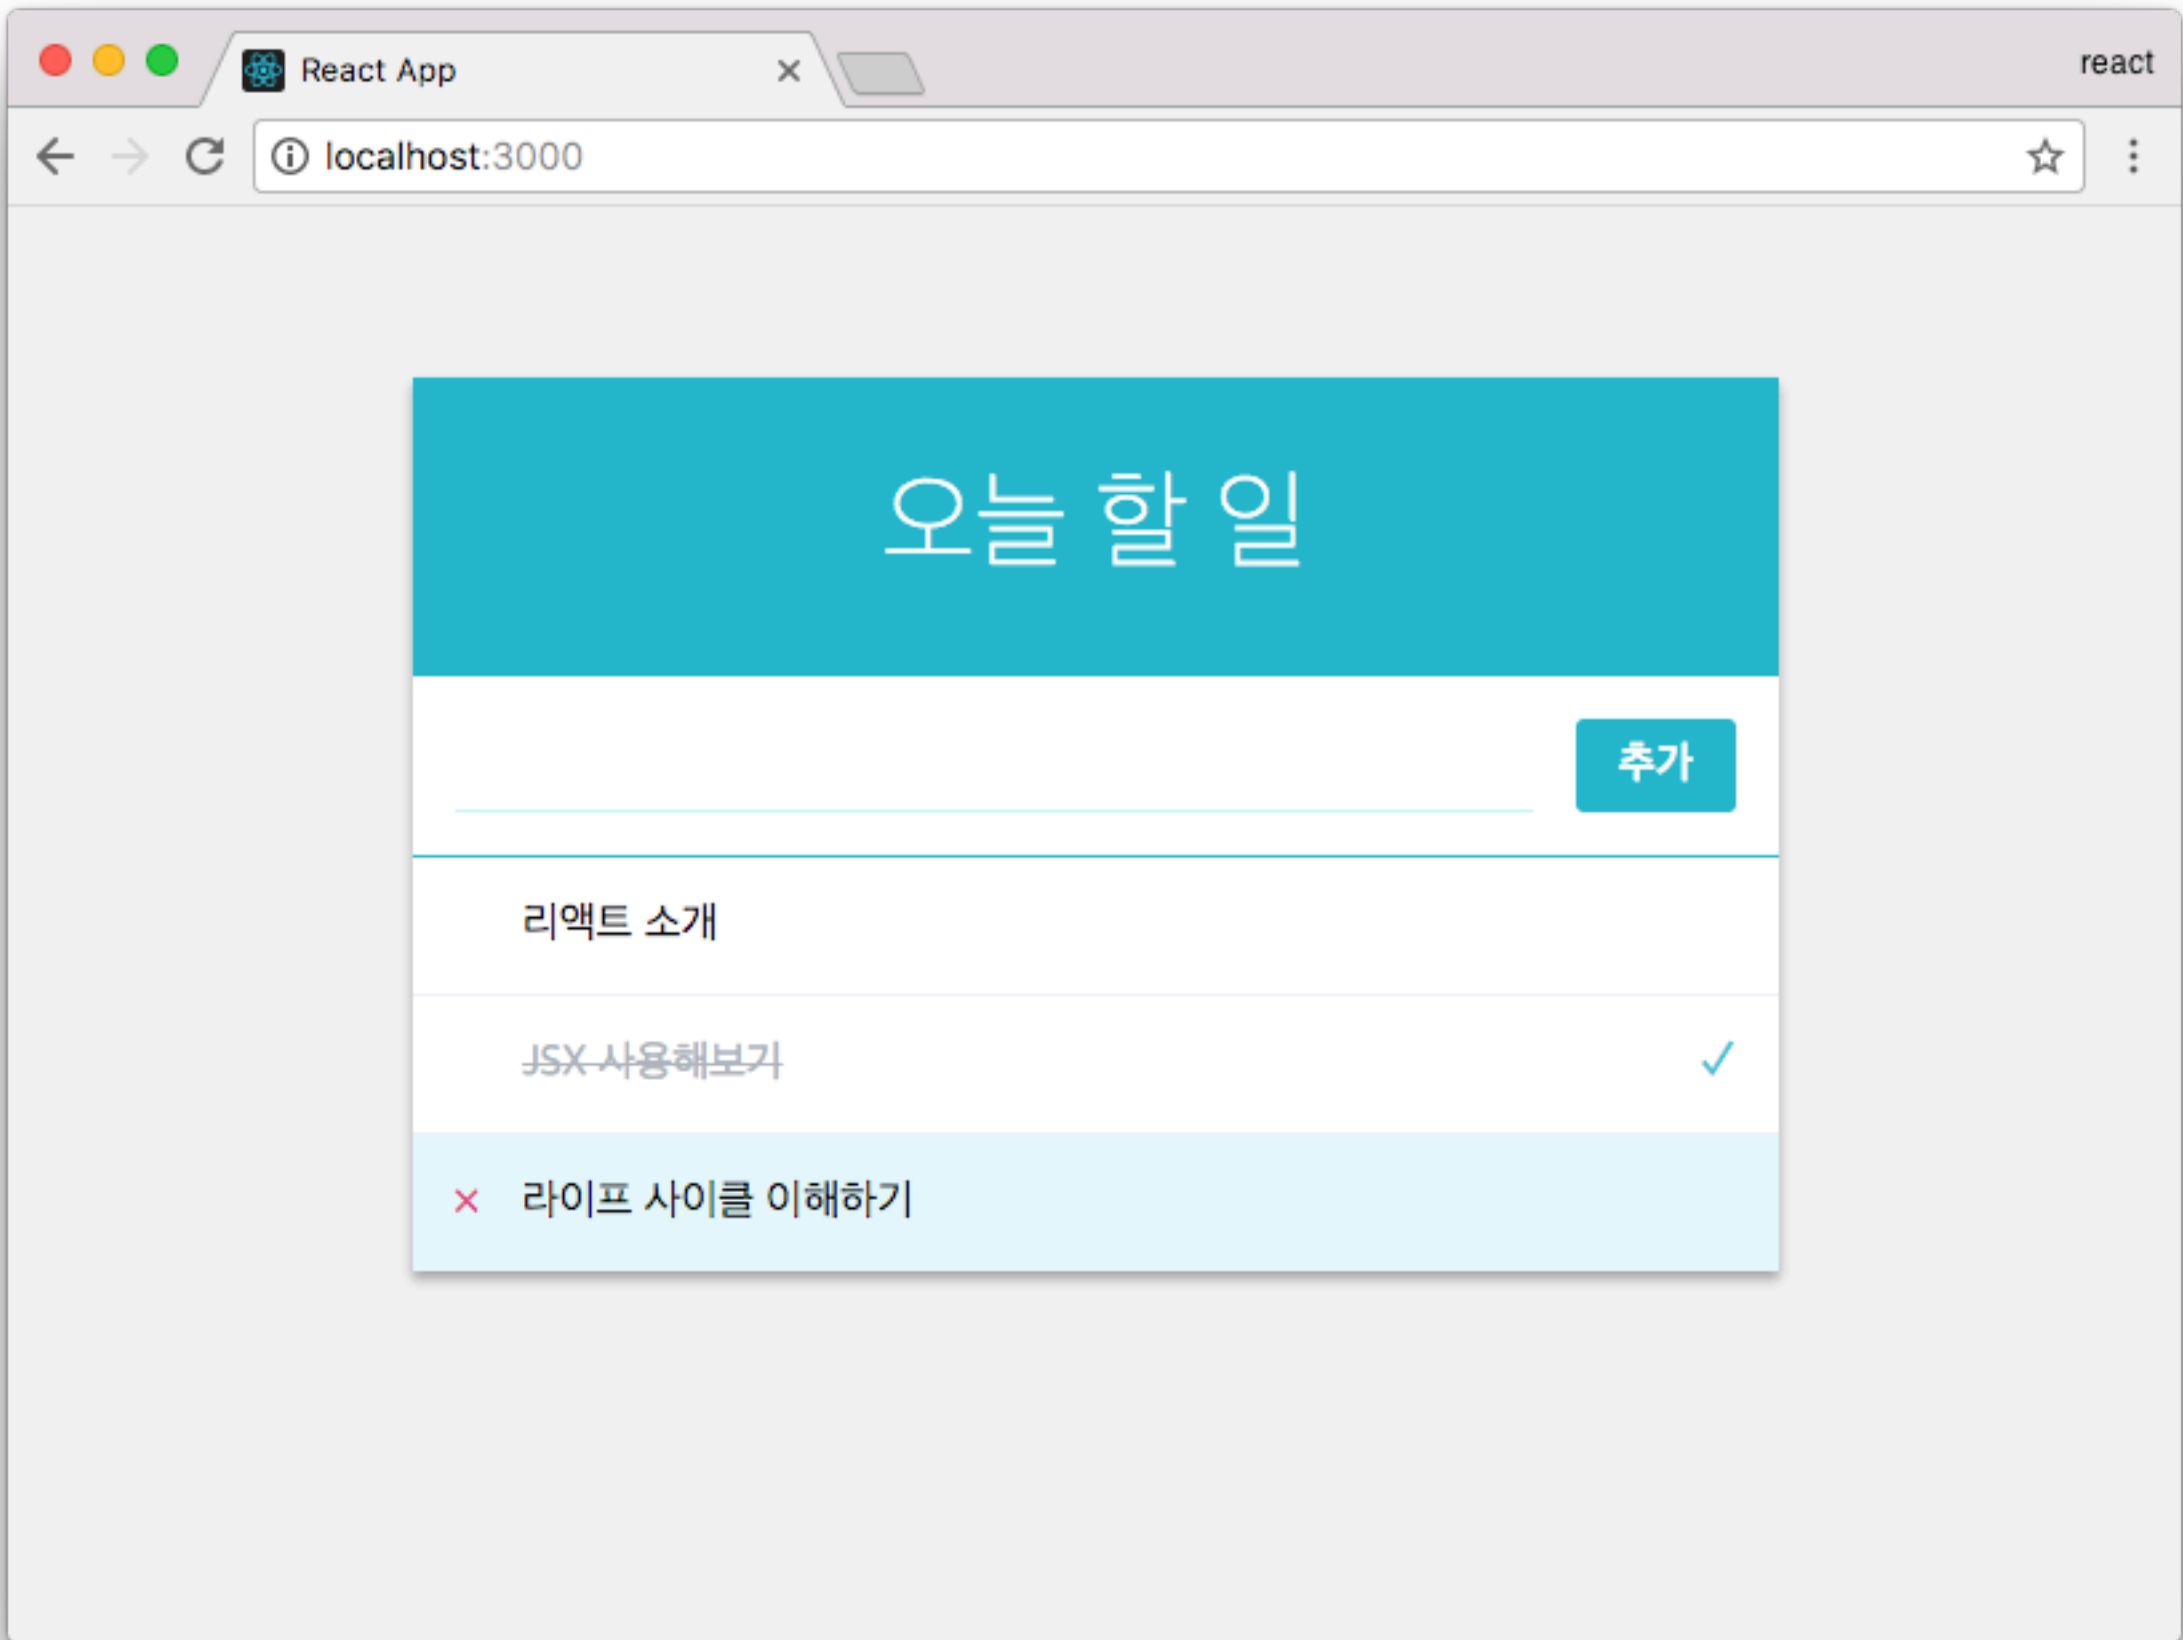 React App
react
localhost:3000
오늘 할 일
추가
리액트 소개
JSX 사용해보기
라이프 사이클 이해하기